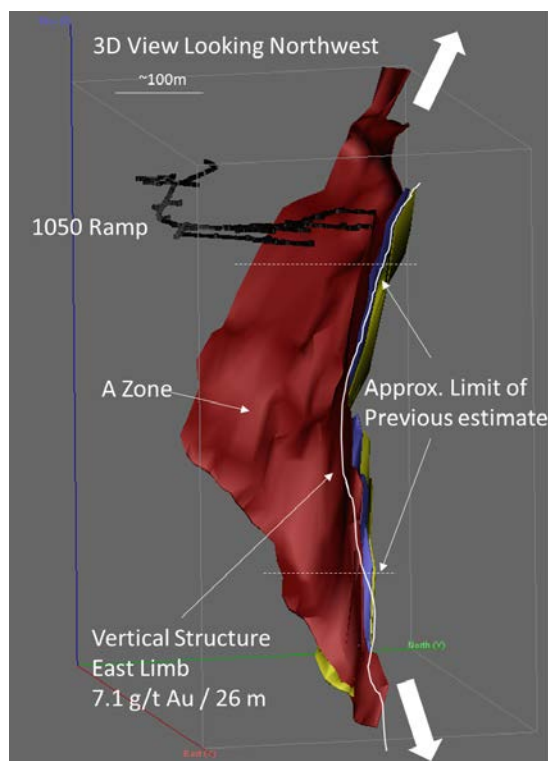 3D View Looking Northwest
~100m
1050 Ramp
A Zone
Approx. Limit of
Previous estimate
North (Y)
Vertical Structure
East Limb
7.1 g/t Au / 26 m